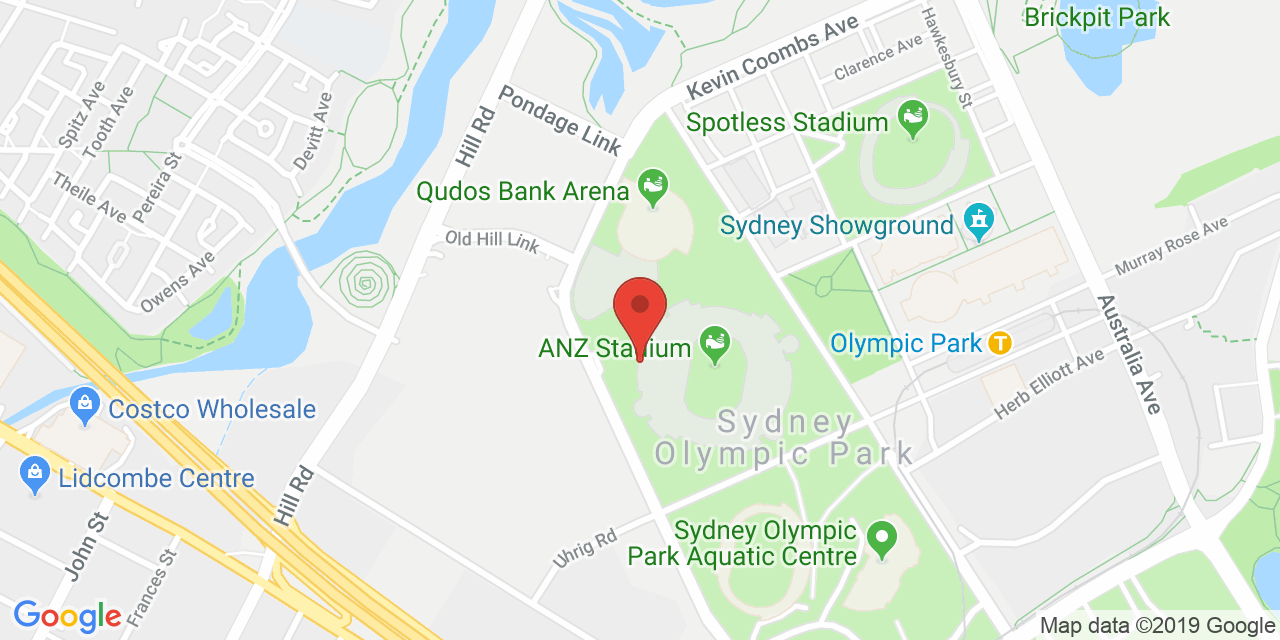 Brickpit Park
Kevin Coombs Ave
Clarence Ave
Hawkesbury St
Spitz Ave
Tooth Ave
Devitt Ave
Pereira St
Theile Ave
Owens Ave
Hill Rd
Pondage Link
Spotless Stadium
Qudos Bank Arena
Sydney Showground
Old Hill Link
Murray Rose Ave
Australia Ave
ANZ Stadium
Olympic Park
T
Herb Elliott Ave
Costco Wholesale
Sydney
Olympic Park
Lidcombe Centre
Hill Rd
John St
Frances St
Uhrig Rd
Sydney Olympic
Park Aquatic Centre
Google
Map data ©2019 Google